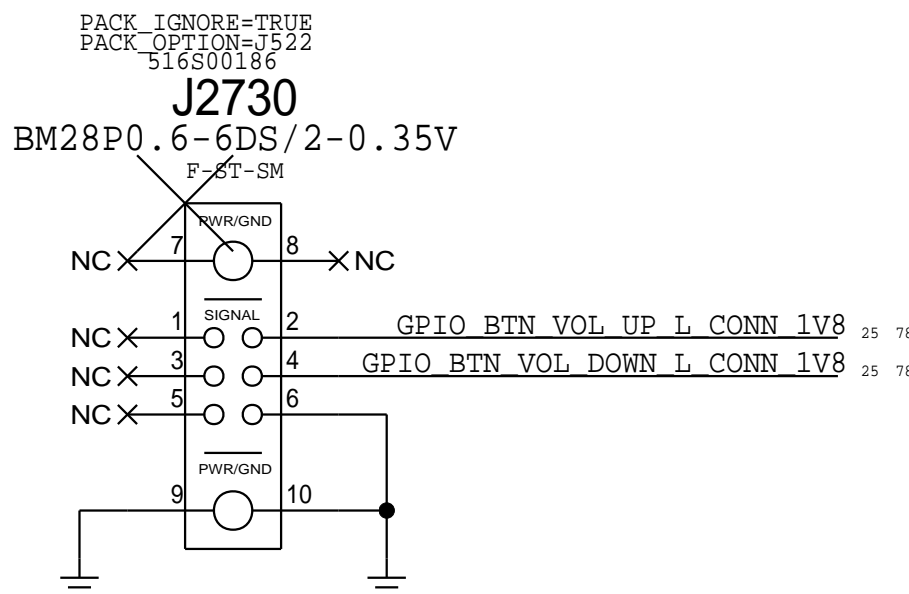 PACK_IGNORE=TRUE
PACK_OPTION=J522
516S00186
J2730
BM28P0.6-6DS/2-0.35V
F-ST-SM
PWR/GND
NC 7 8 NC
SIGNAL
NC 1 2 GPIO_BTN_VOL_UP_L_CONN_1V8 25 78
NC 3 4 GPIO_BTN_VOL_DOWN_L_CONN_1V8 25 78
NC 5 6
PWR/GND
9 10